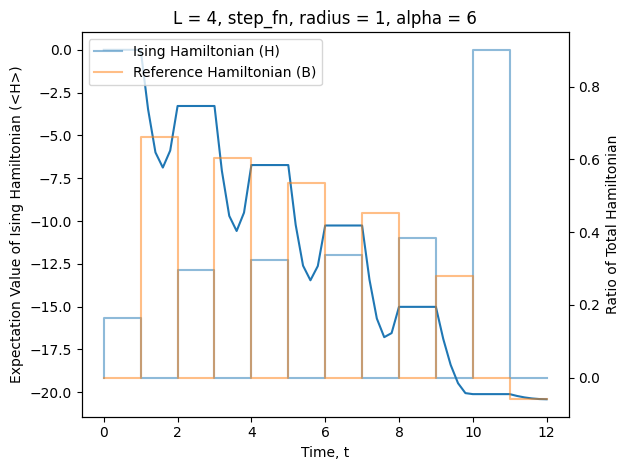 L = 4, step_fn, radius = 1, alpha = 6
Ising Hamiltonian (H)
Reference Hamiltonian (B)
Expectation Value of Ising Hamiltonian (<H>)
0.0
−2.5
−5.0
−7.5
−10.0
−12.5
−15.0
−17.5
−20.0
0.8
0.6
0.4
0.2
0.0
Ratio of Total Hamiltonian
0 2 4 6 8 10 12
Time, t